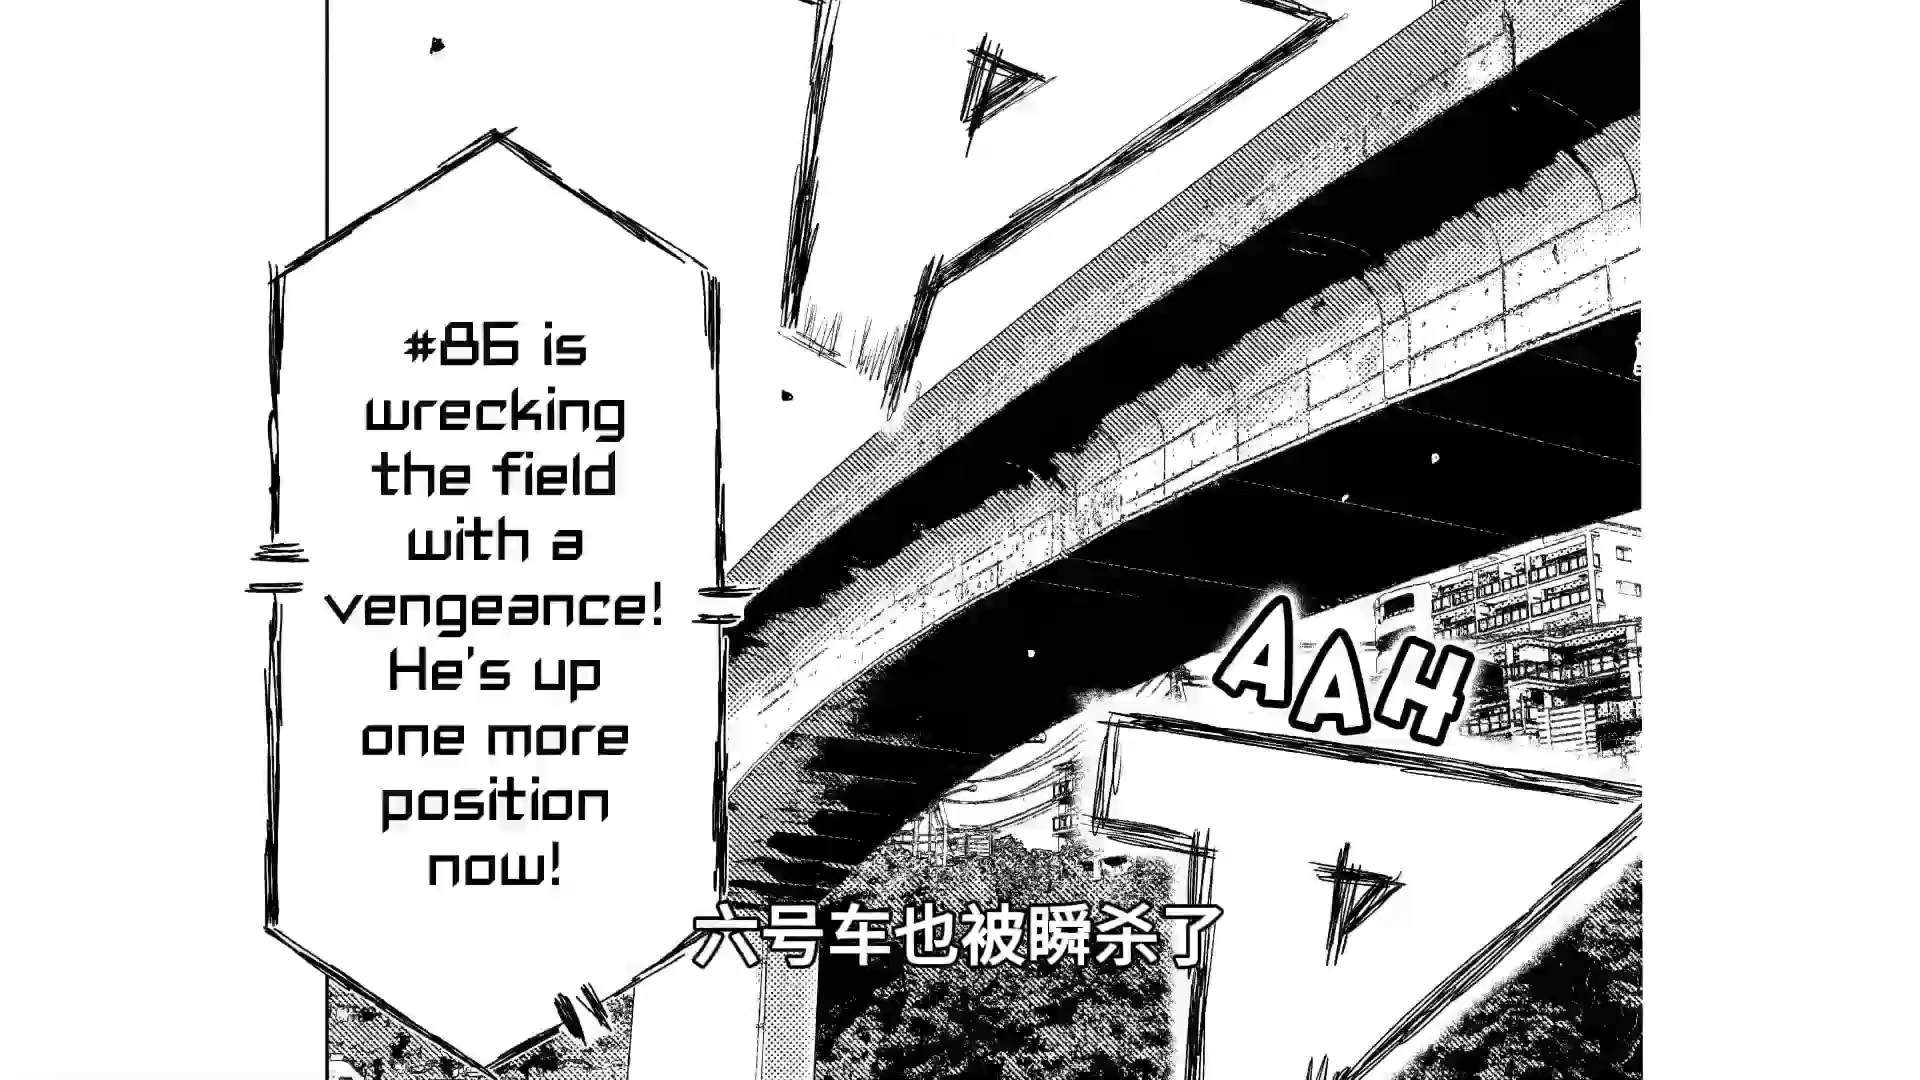 #86 is
wrecking
the field
with a
vengeance!
He's up
one more
position
now!
AAH
六号车也被瞬杀了